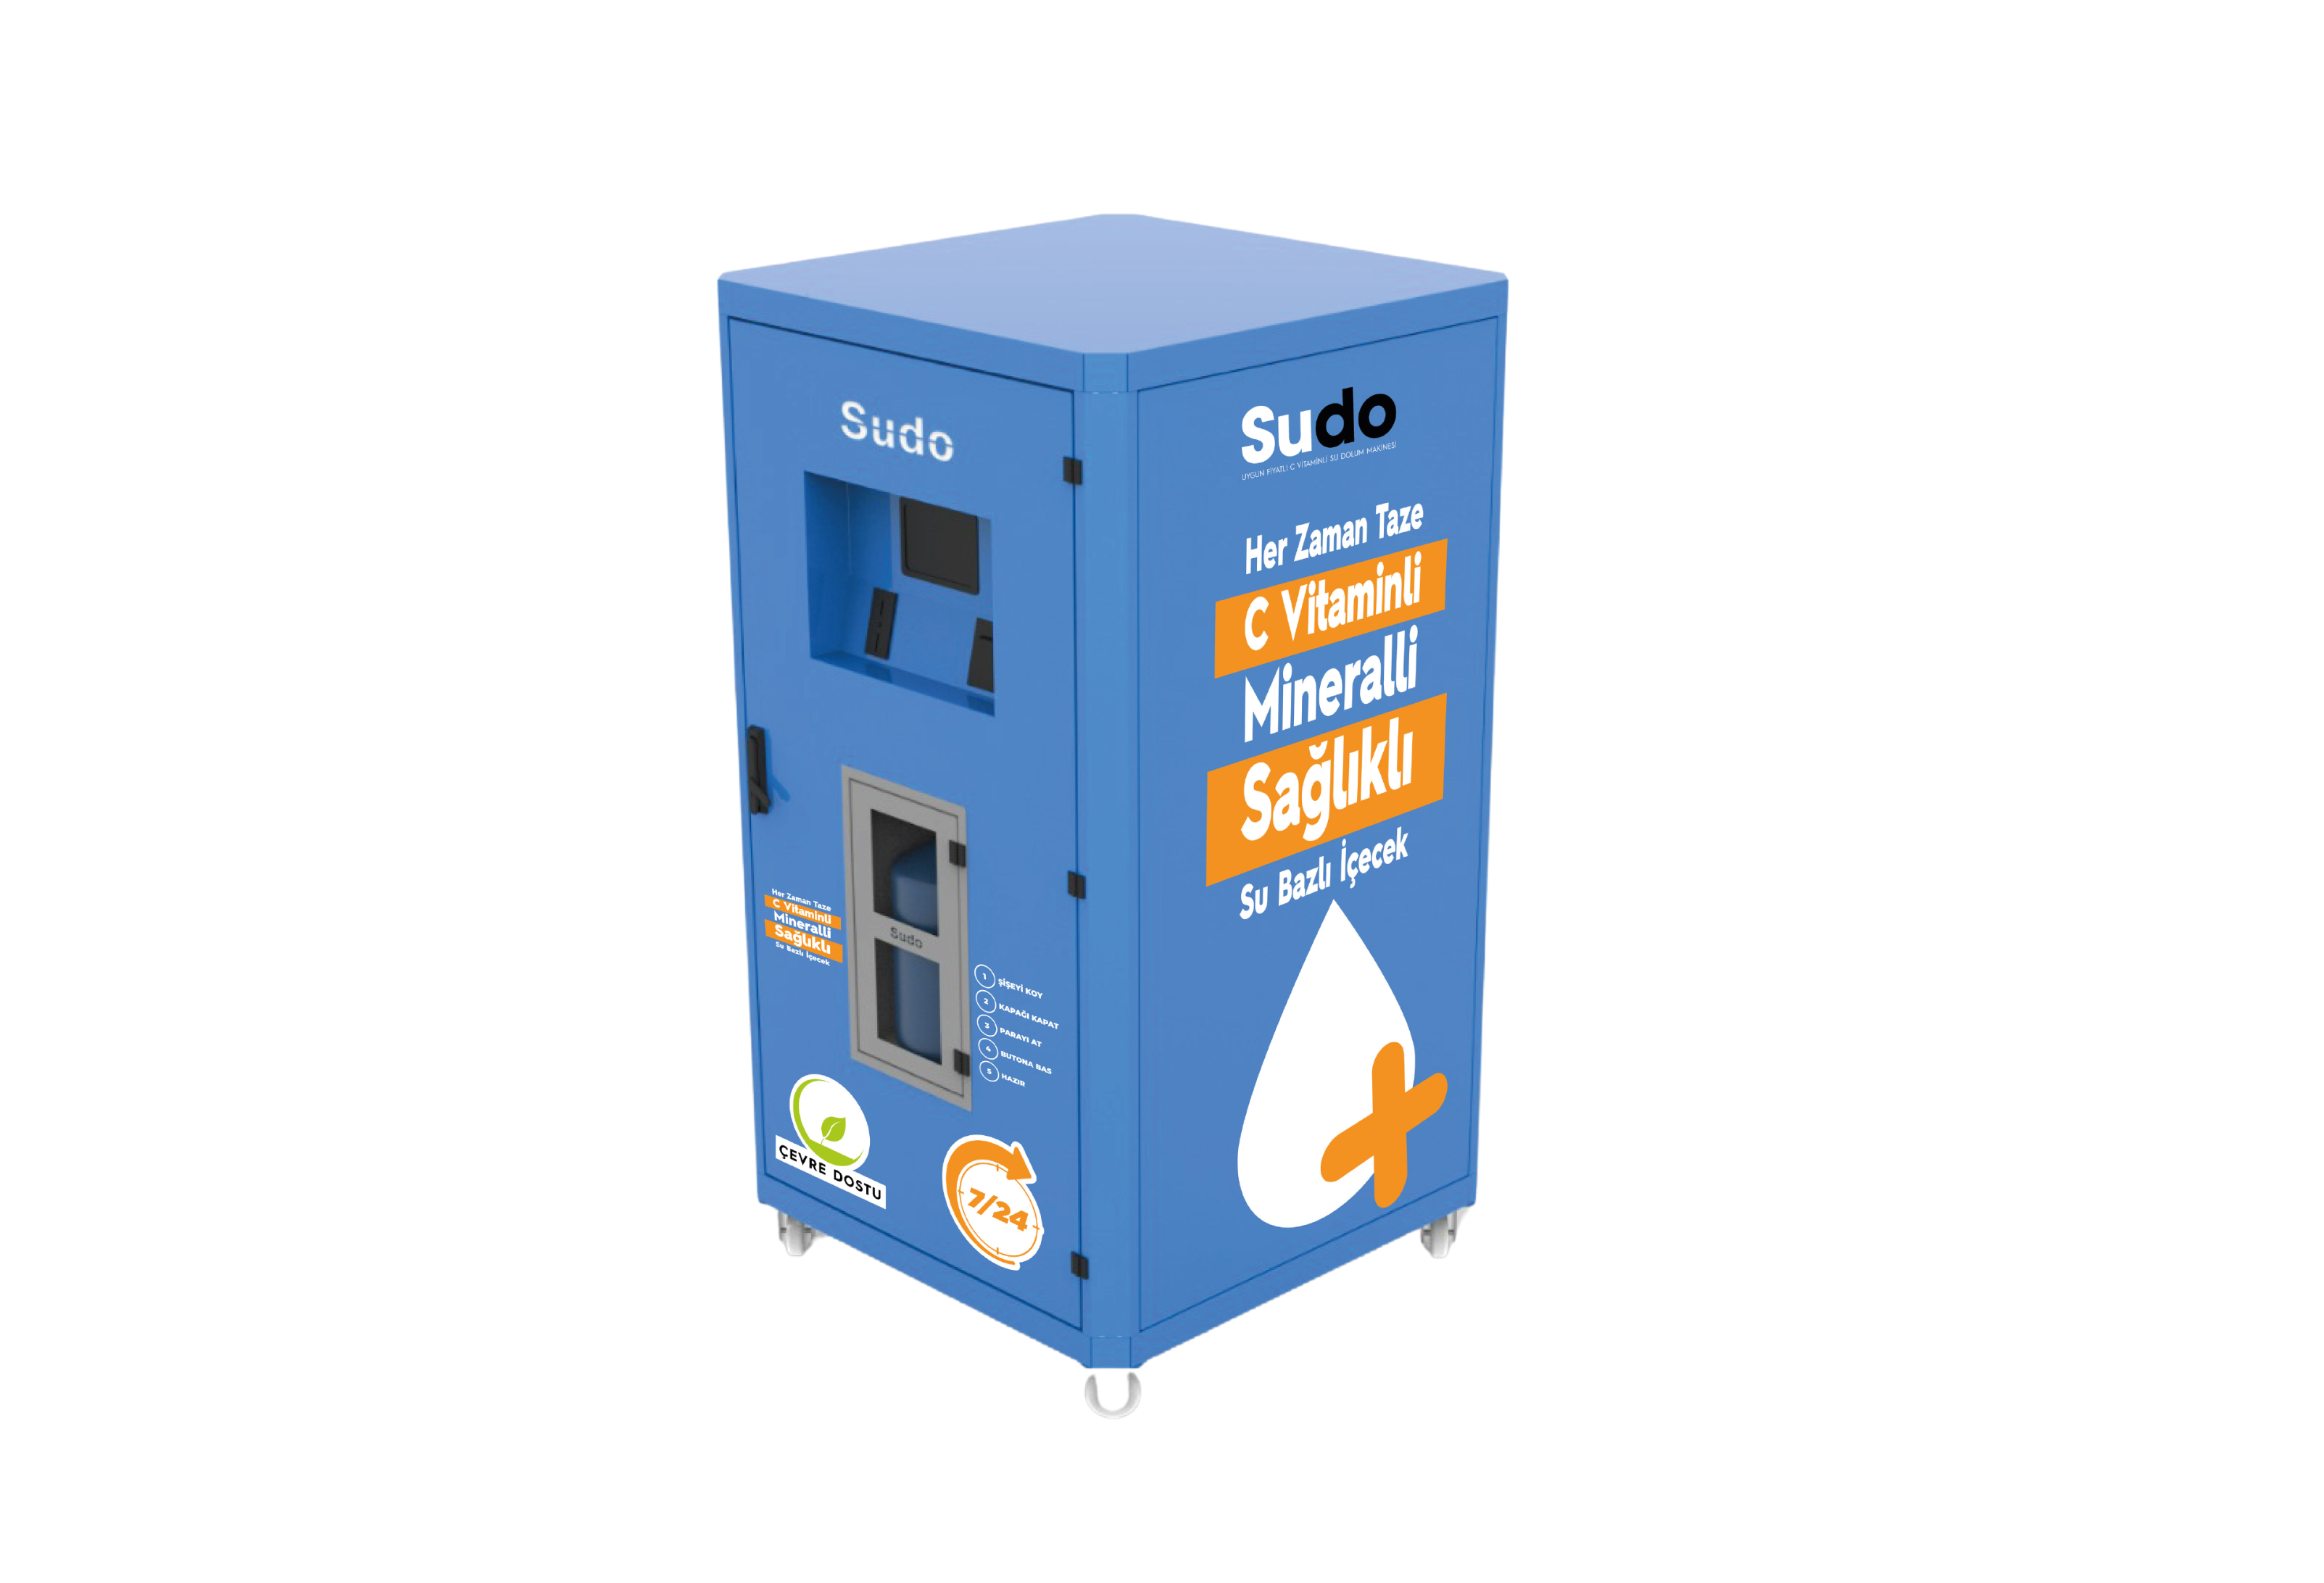 Sudo
Her Zaman Taze
C Vitaminli
Mineralli
Sağlıklı
Su Bazlı İçecek
Sudo
1 ŞİŞEYİ KOY
2 KAPAĞI KAPAT
3 PARAYI AT
4 BUTONA BAS
5 HAZIR
ÇEVRE DOSTU
7/24
Sudo
UYGUN FİYATLI C VİTAMİNLİ SU DOLUM MAKİNESİ
Her Zaman Taze
C Vitaminli
Mineralli
Sağlıklı
Su Bazlı İçecek